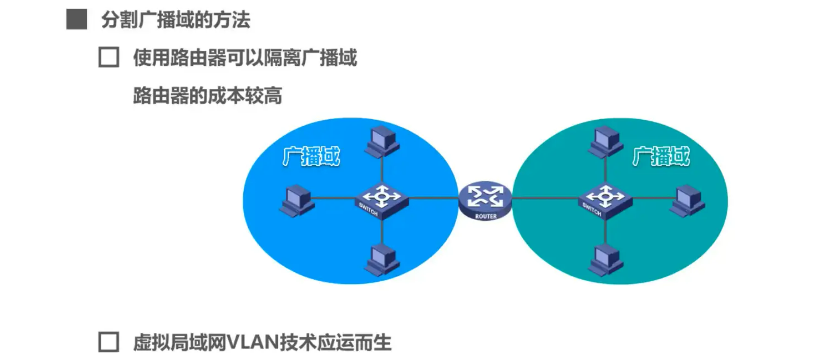 分割广播域的方法
使用路由器可以隔离广播域
路由器的成本较高
广播域
广播域
SWITCH
ROUTER
SWITCH
虚拟局域网VLAN技术应运而生